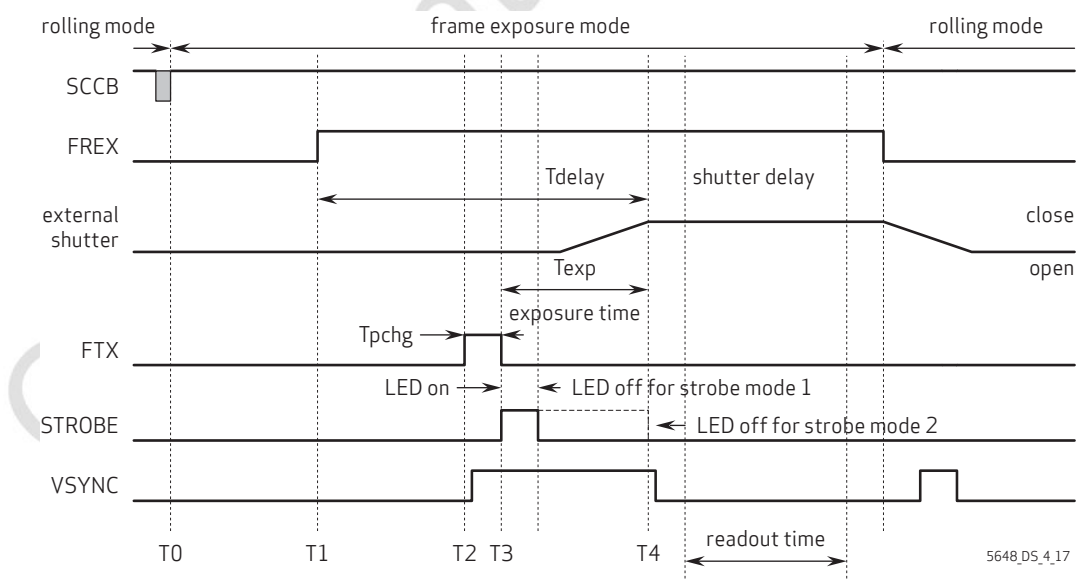 rolling mode frame exposure mode rolling mode
SCCB
FREX
Tdelay shutter delay
external
shutter
close
Texp
open
exposure time
Tpchg
FTX
LED on LED off for strobe mode 1
STROBE
LED off for strobe mode 2
VSYNC
T0 T1 T2 T3 T4 readout time
5648_DS_4_17